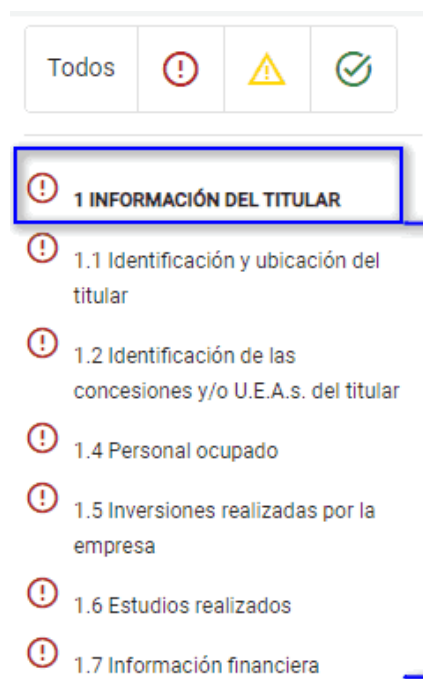 Todos
1 INFORMACIÓN DEL TITULAR
1.1 Identificación y ubicación del
titular
1.2 Identificación de las
concesiones y/o U.E.A.s. del titular
1.4 Personal ocupado
1.5 Inversiones realizadas por la
empresa
1.6 Estudios realizados
1.7 Información financiera